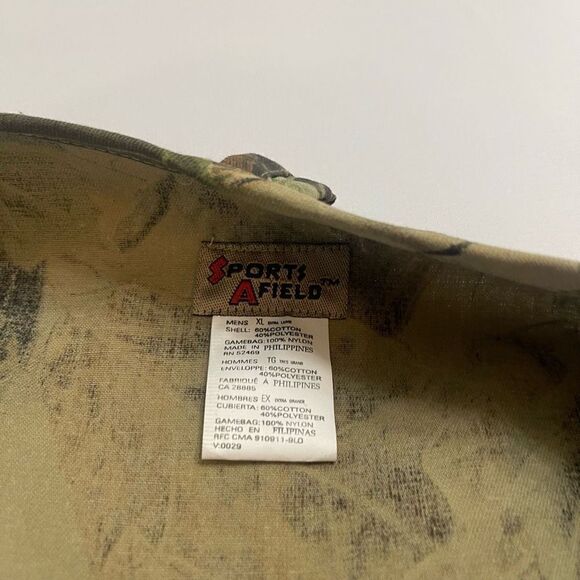 SPORTS
AFIELD™
MENS XL EXTRA LARGE
SHELL: 60%COTTON
40%POLYESTER
GAMEBAG: 100% NYLON
MADE IN PHILIPPINES
RN 52469
HOMMES TG TRES GRAND
ENVELOPPE: 60%COTTON
40%POLYESTER
FABRIQUÉ À PHILIPINES
CA 28885
HOMBRES EX EXTRA GRANDE
CUBIERTA: 60%COTTON
40%POLYESTER
GAMEBAG:100% NYLON
HECHO EN FILIPINAS
RFC CMA 910911-9L0
V:0029